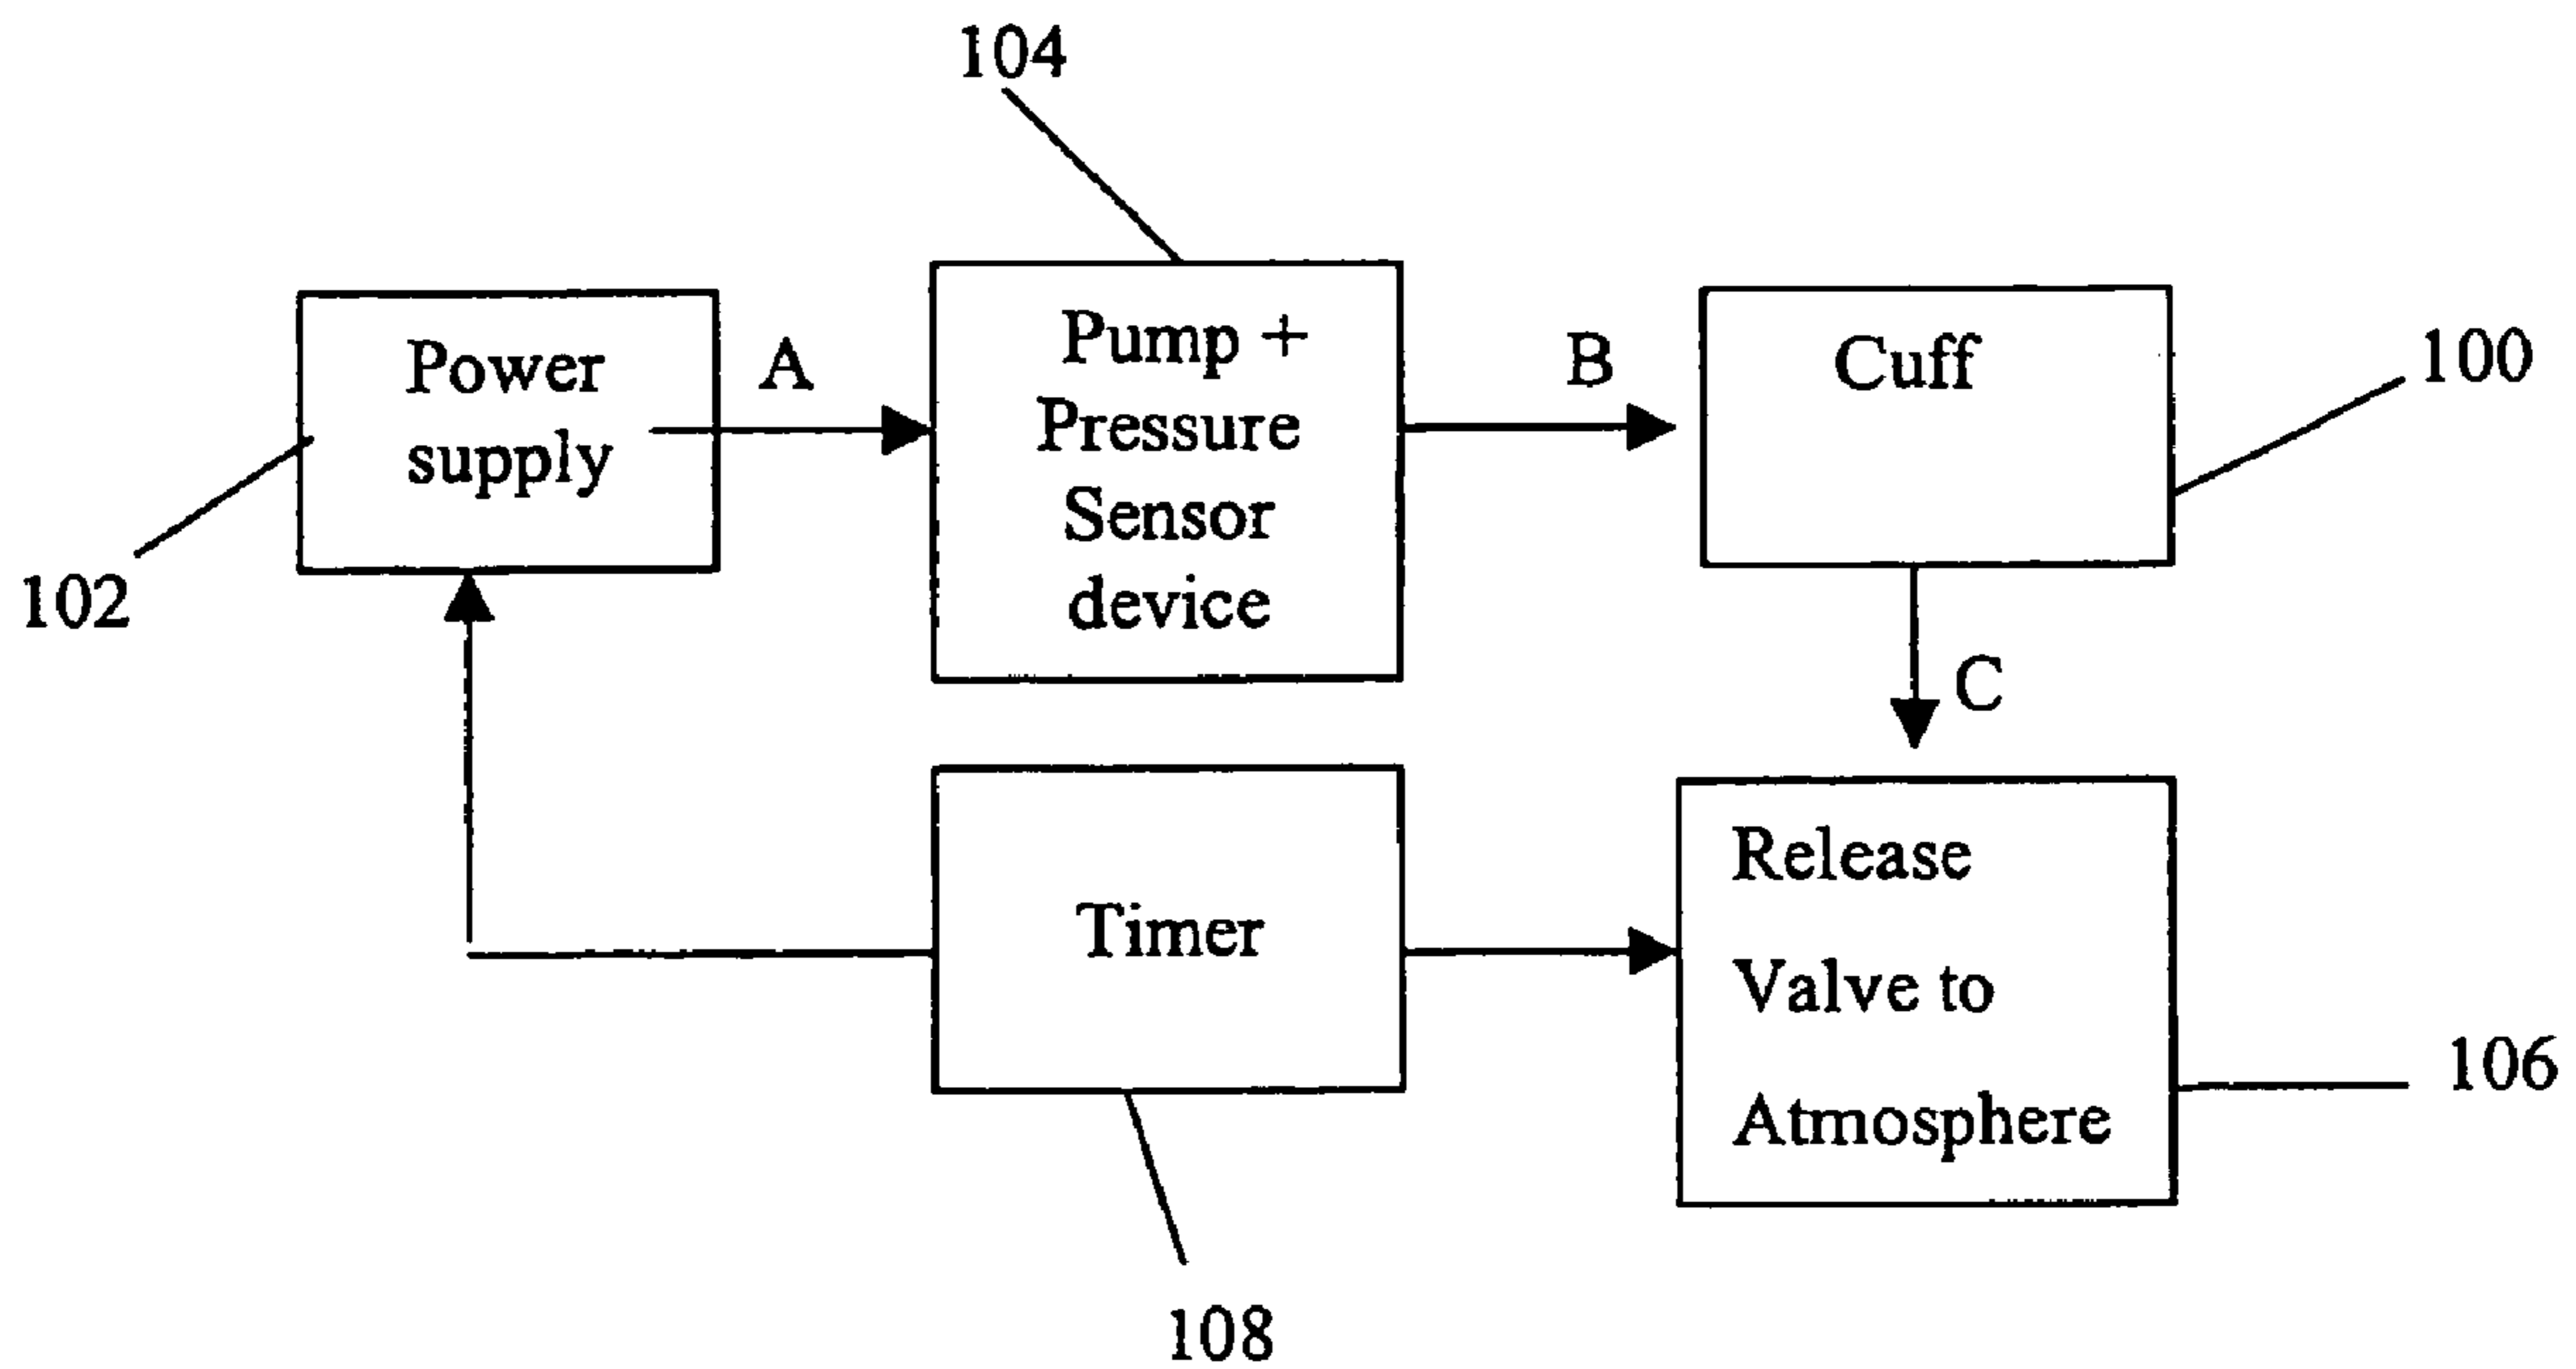 104
Power
supply
A
Pump +
Pressure
Sensor
device
B
Cuff
100
102
C
Timer
Release
Valve to
Atmosphere
106
108